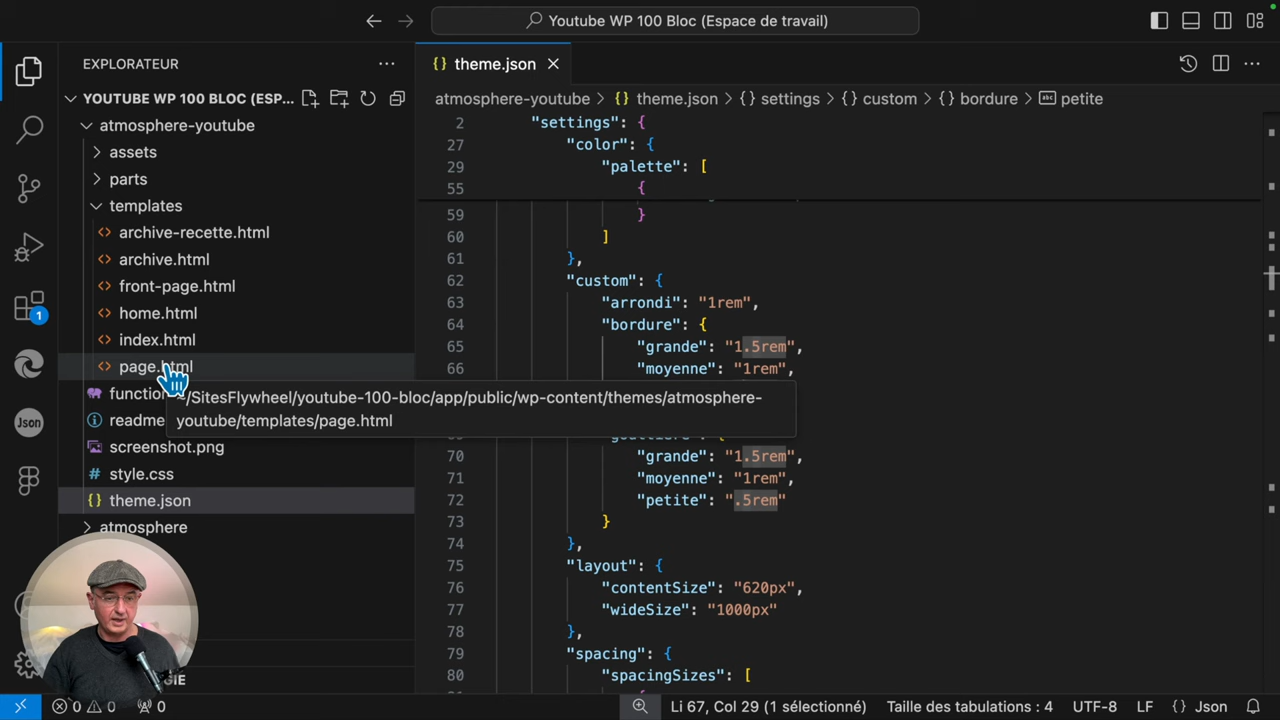 Youtube WP 100 Bloc (Espace de travail)
EXPLORATEUR
YOUTUBE WP 100 BLOC (ESP...
atmosphere-youtube
assets
parts
templates
archive-recette.html
archive.html
front-page.html
home.html
index.html
page.html
function
readme
screenshot.png
style.css
theme.json
atmosphere
GIE
1
Json
~/SitesFlywheel/youtube-100-bloc/app/public/wp-content/themes/atmosphere-
youtube/templates/page.html
theme.json
atmosphere-youtube > {} theme.json > {} settings > {} custom > {} bordure > abc petite
2 "settings": {
27 "color": {
29 "palette": [
55 {
59 }
60 ]
61 },
62 "custom": {
63 "arrondi": "1rem",
64 "bordure": {
65 "grande": "1.5rem",
66 "moyenne": "1rem",
70 "grande": "1.5rem",
71 "moyenne": "1rem",
72 "petite": ".5rem"
73 }
74 },
75 "layout": {
76 "contentSize": "620px",
77 "wideSize": "1000px"
78 },
79 "spacing": {
80 "spacingSizes": [
0 0 0 Li 67, Col 29 (1 sélectionné) Taille des tabulations : 4 UTF-8 LF {} Json